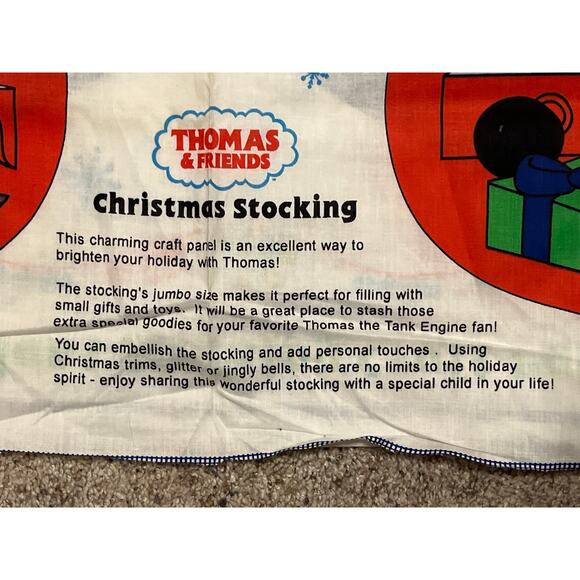 THOMAS
& FRIENDS
Christmas Stocking
This charming craft panel is an excellent way to
brighten your holiday with Thomas!
The stocking's jumbo size makes it perfect for filling with
small gifts and toys. It will be a great place to stash those
extra special goodies for your favorite Thomas the Tank Engine fan!
You can embellish the stocking and add personal touches . Using
Christmas trims, glitter or jingly bells, there are no limits to the holiday
spirit - enjoy sharing this wonderful stocking with a special child in your life!